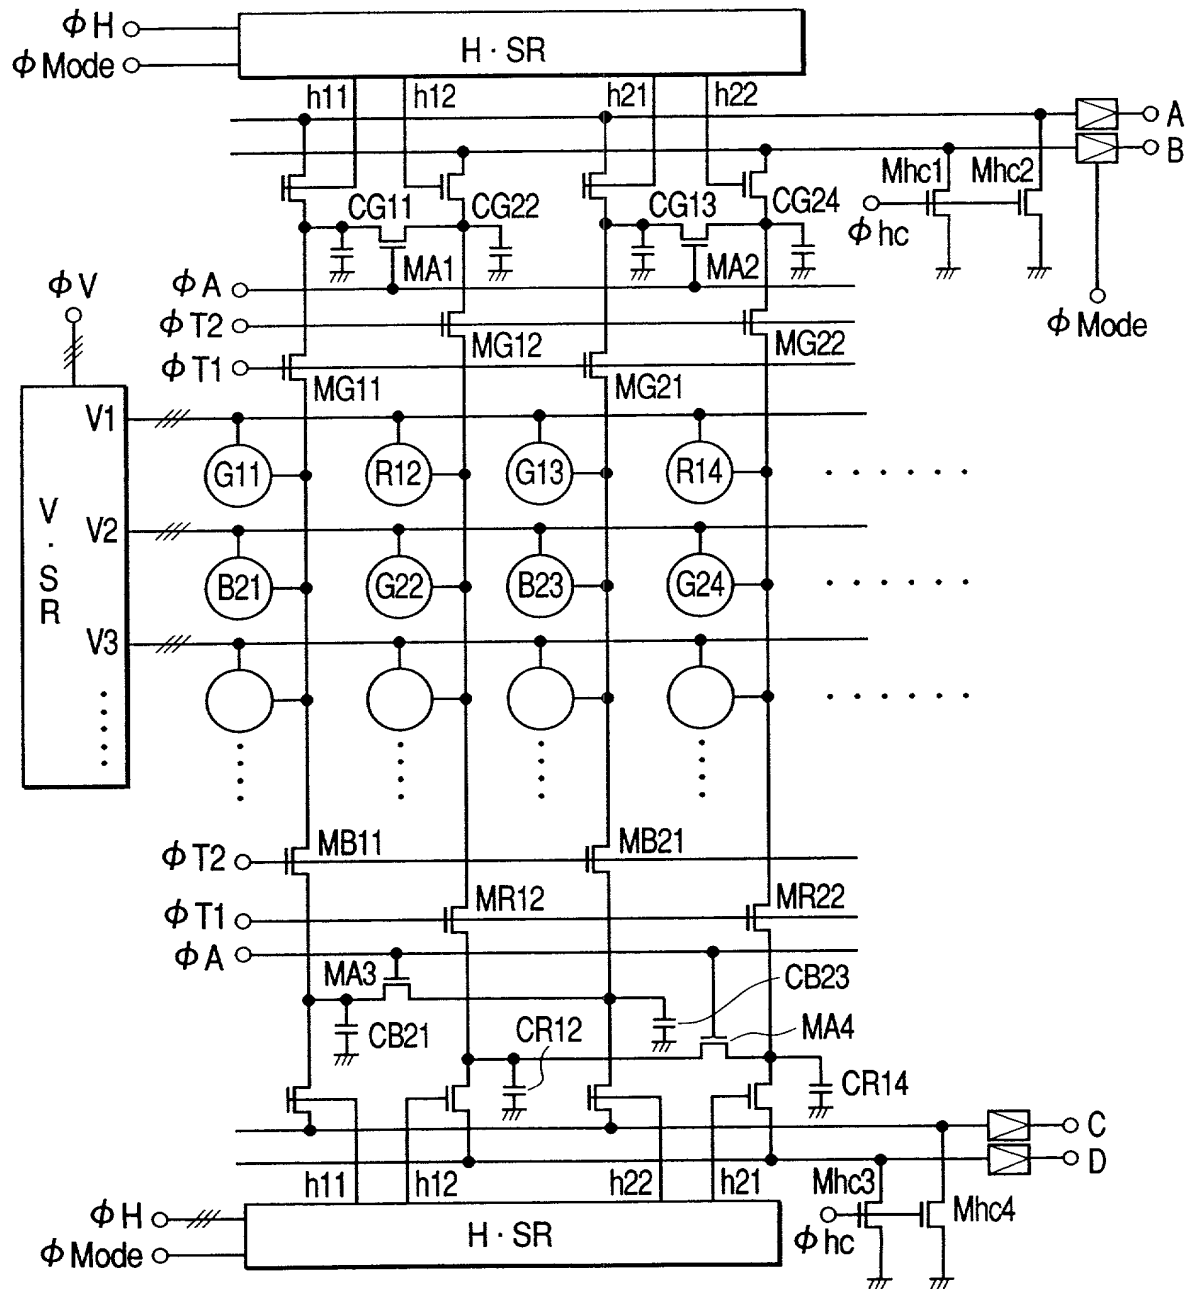 ϕH
H · SR
ϕMode
h11 h12 h21 h22
A
B
Mhc1 Mhc2
CG11 CG22 CG13 CG24
ϕhc
MA1 MA2
ϕA
ϕV
ϕMode
ϕT2
MG12 MG22
ϕT1
MG11 MG21
V1
G11 R12 G13 R14 · · · · · ·
V · SR
V2
B21 G22 B23 G24 · · · · · ·
V3
· · · · · ·
MB11 MB21
ϕT2
MR12 MR22
ϕT1
ϕA
MA3 CB23
CB21 CR12 MA4
CR14
C
D
h11 h12 h22 h21
Mhc3 Mhc4
ϕH
H · SR
ϕhc
ϕMode